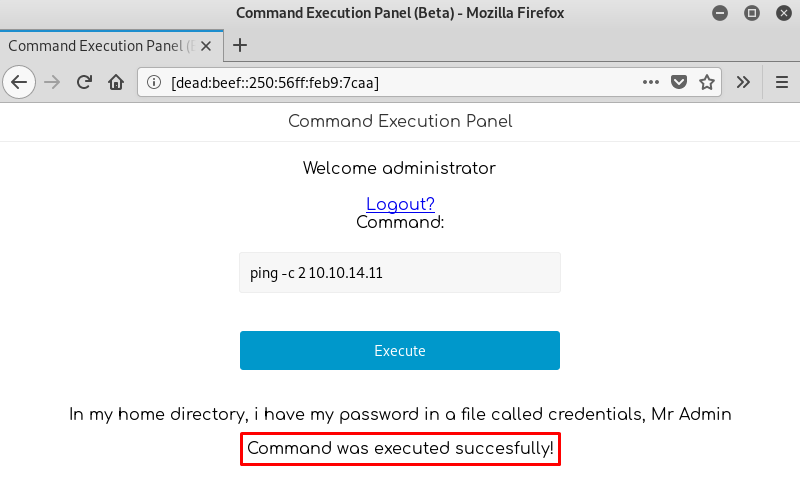 Command Execution Panel (Beta) - Mozilla Firefox
Command Execution Panel (
[dead:beef::250:56ff:feb9:7caa]
Command Execution Panel
Welcome administrator
Logout?
Command:
ping -c 2 10.10.14.11
Execute
In my home directory, i have my password in a file called credentials, Mr Admin
Command was executed succesfully!